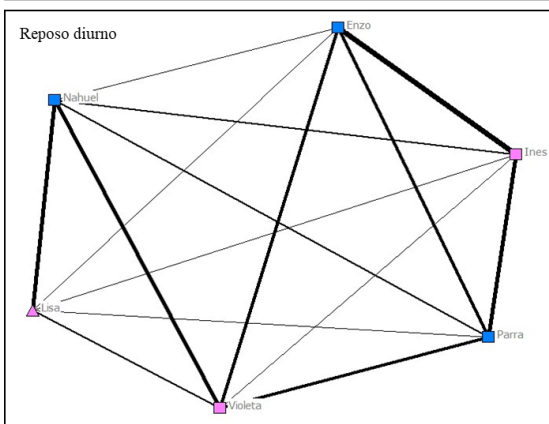 Reposo diurno
Enzo
Nahuel
Ines
Lisa
Parra
Violeta